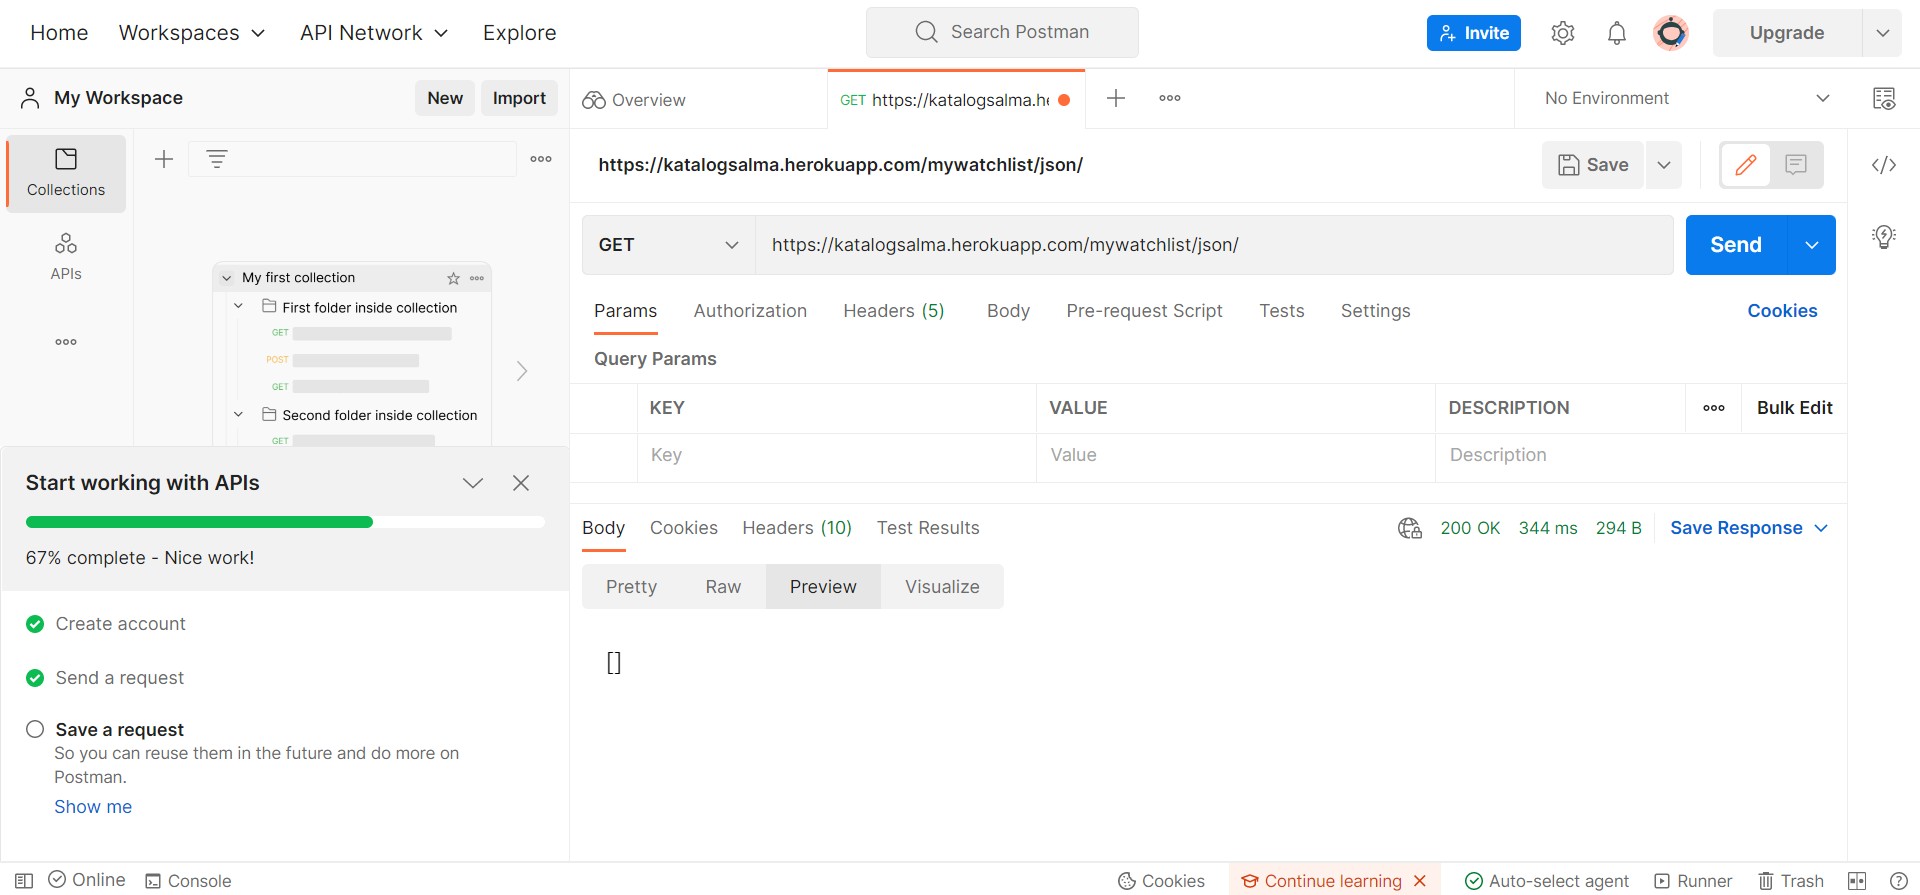 Home Workspaces API Network Explore
Search Postman
Invite
Upgrade
My Workspace
New
Import
Overview
GET https://katalogsalma.he
No Environment
Collections
APIs
https://katalogsalma.herokuapp.com/mywatchlist/json/
Save
GET
https://katalogsalma.herokuapp.com/mywatchlist/json/
Send
Params Authorization Headers (5) Body Pre-request Script Tests Settings
Cookies
Query Params
KEY VALUE DESCRIPTION
Bulk Edit
Key Value Description
My first collection
First folder inside collection
GET
POST
GET
Second folder inside collection
GET
Start working with APIs
67% complete - Nice work!
Create account
Send a request
Save a request
So you can reuse them in the future and do more on
Postman.
Show me
Body Cookies Headers (10) Test Results
200 OK 344 ms 294 B
Save Response
Pretty Raw Preview Visualize
[]
Online
Console
Cookies
Continue learning
Auto-select agent
Runner
Trash